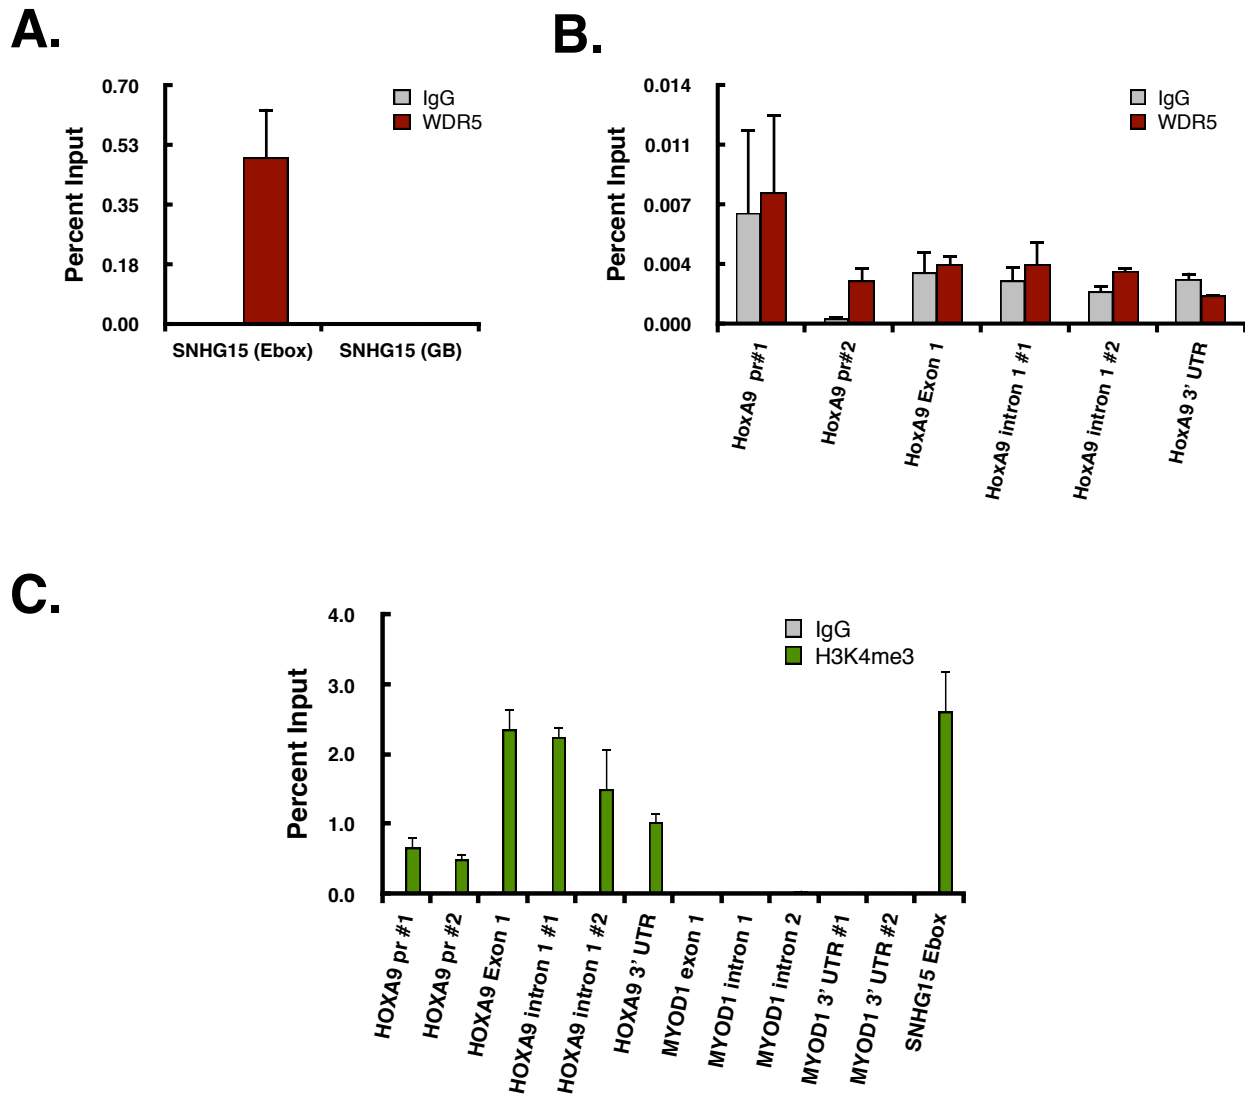 A.
Percent Input
0.70
0.53
0.35
0.18
0.00
IgG
WDR5
SNHG15 (Ebox)
SNHG15 (GB)
B.
Percent Input
0.014
0.011
0.007
0.004
0.000
IgG
WDR5
HoxA9 pr#1
HoxA9 pr#2
HoxA9 Exon 1
HoxA9 intron 1 #1
HoxA9 intron 1 #2
HoxA9 3' UTR
C.
Percent Input
4.0
3.0
2.0
1.0
0.0
IgG
H3K4me3
HOXA9 pr #1
HOXA9 pr #2
HOXA9 Exon 1
HOXA9 intron 1 #1
HOXA9 intron 1 #2
HOXA9 3' UTR
MYOD1 exon 1
MYOD1 intron 1
MYOD1 intron 2
MYOD1 3' UTR #1
MYOD1 3' UTR #2
SNHG15 Ebox